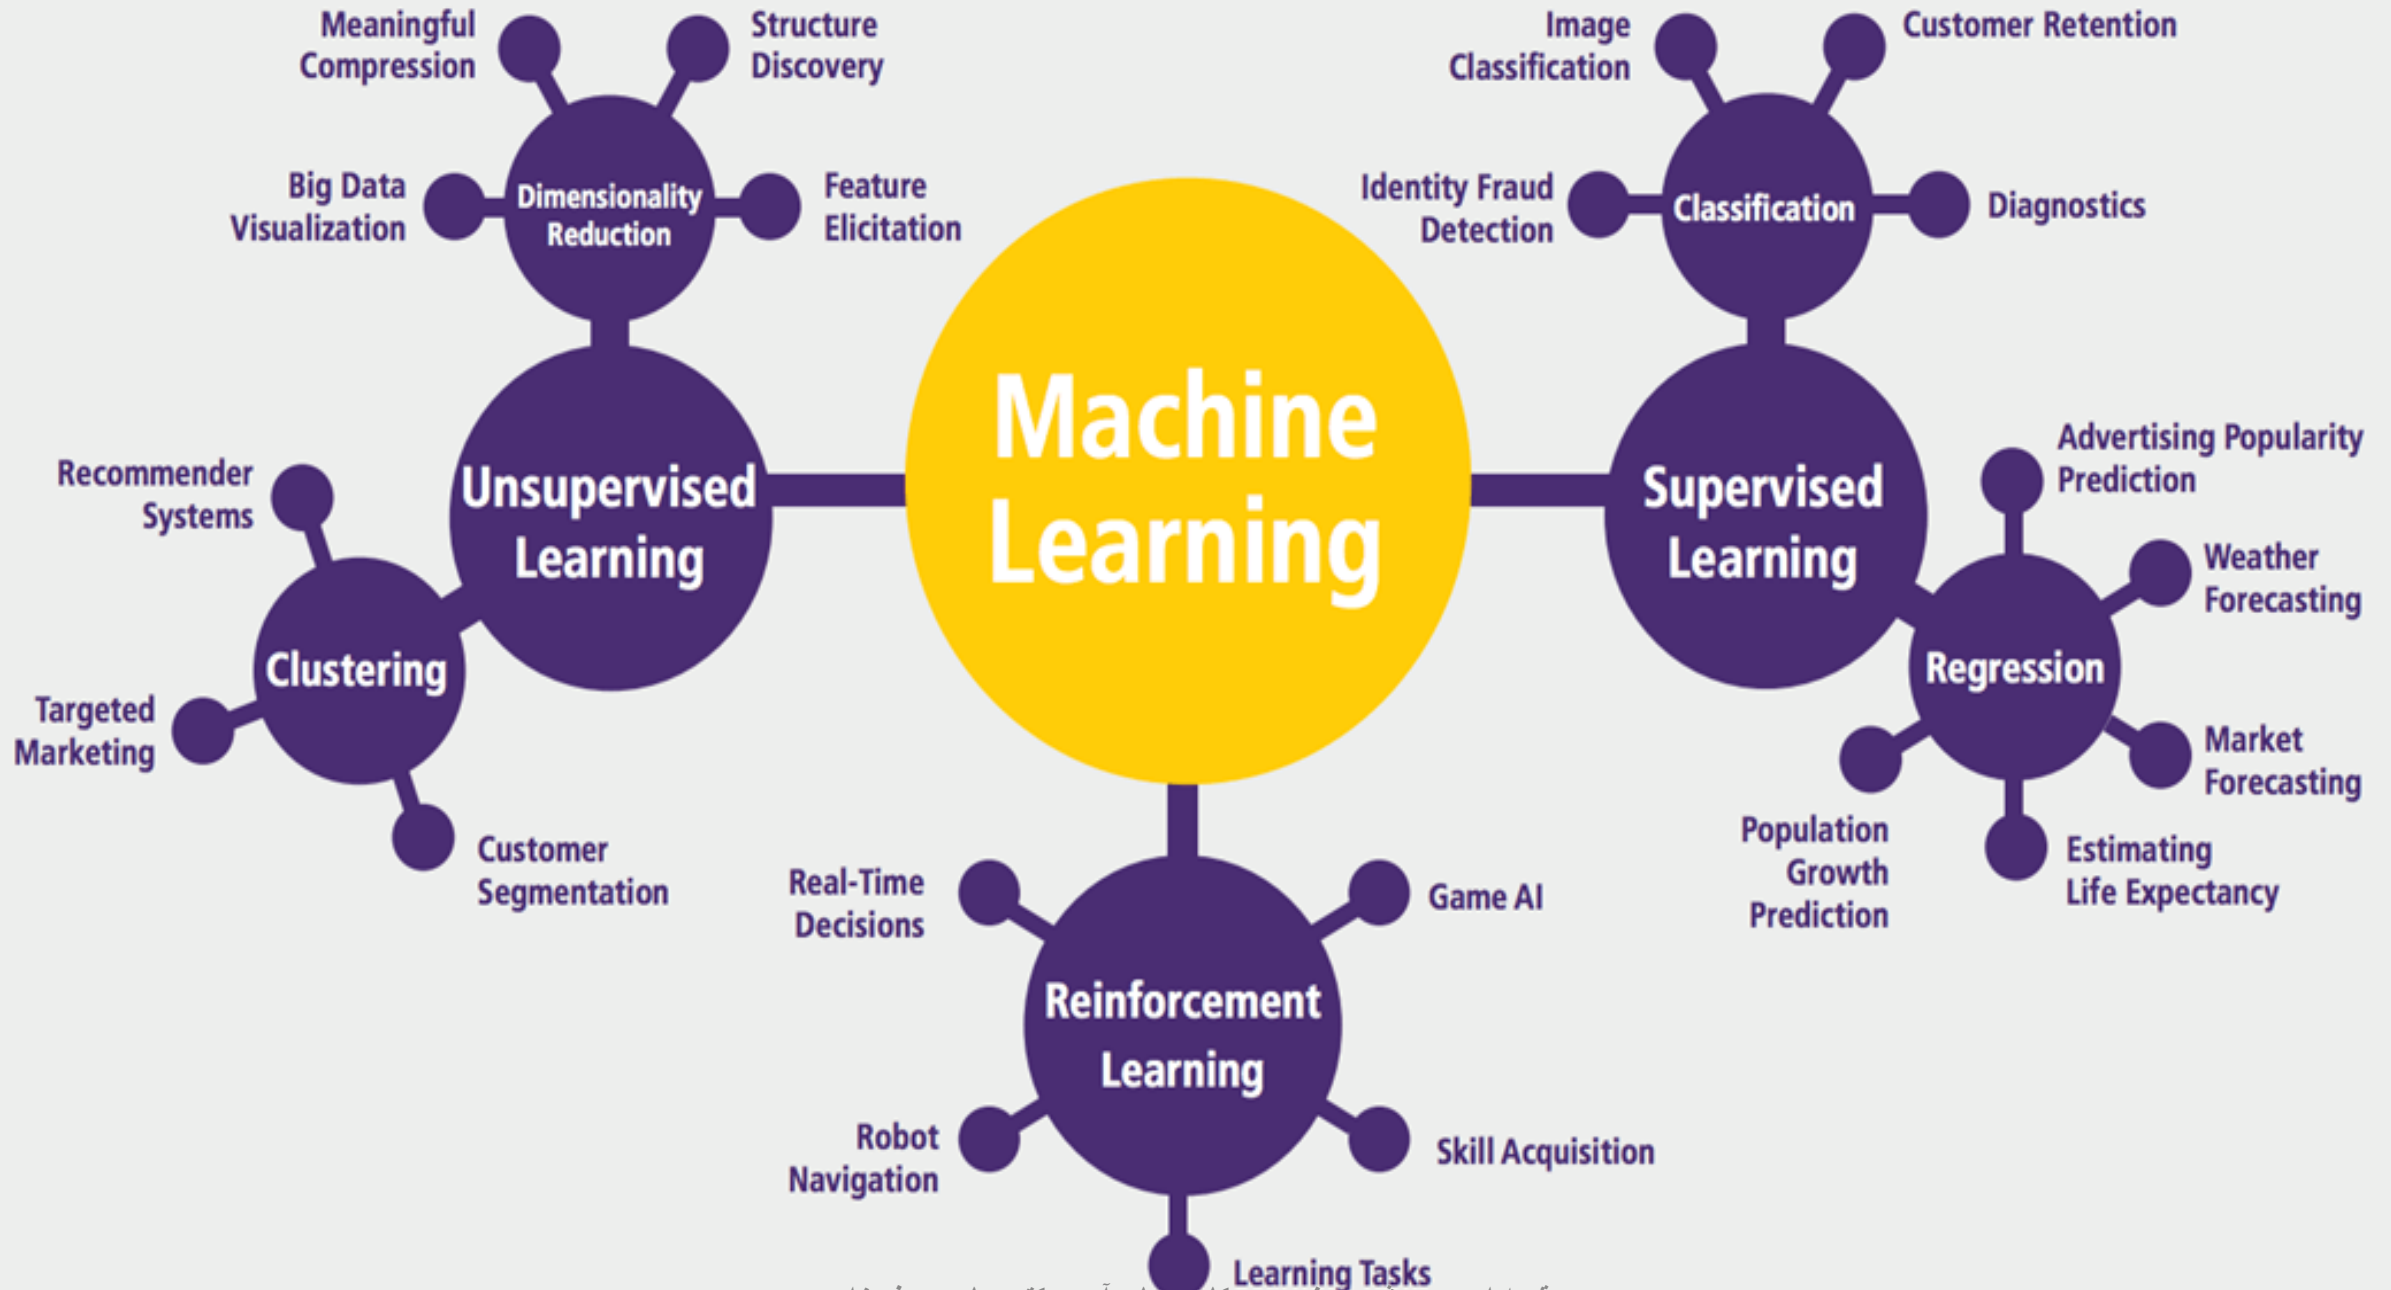 Meaningful
Compression
Structure
Discovery
Big Data
Visualization
Dimensionality
Reduction
Feature
Elicitation
Image
Classification
Customer Retention
Identity Fraud
Detection
Classification
Diagnostics
Machine
Learning
Unsupervised
Learning
Supervised
Learning
Recommender
Systems
Clustering
Targeted
Marketing
Customer
Segmentation
Advertising Popularity
Prediction
Weather
Forecasting
Regression
Market
Forecasting
Population
Growth
Prediction
Estimating
Life Expectancy
Real-Time
Decisions
Game AI
Reinforcement
Learning
Robot
Navigation
Skill Acquisition
Learning Tasks